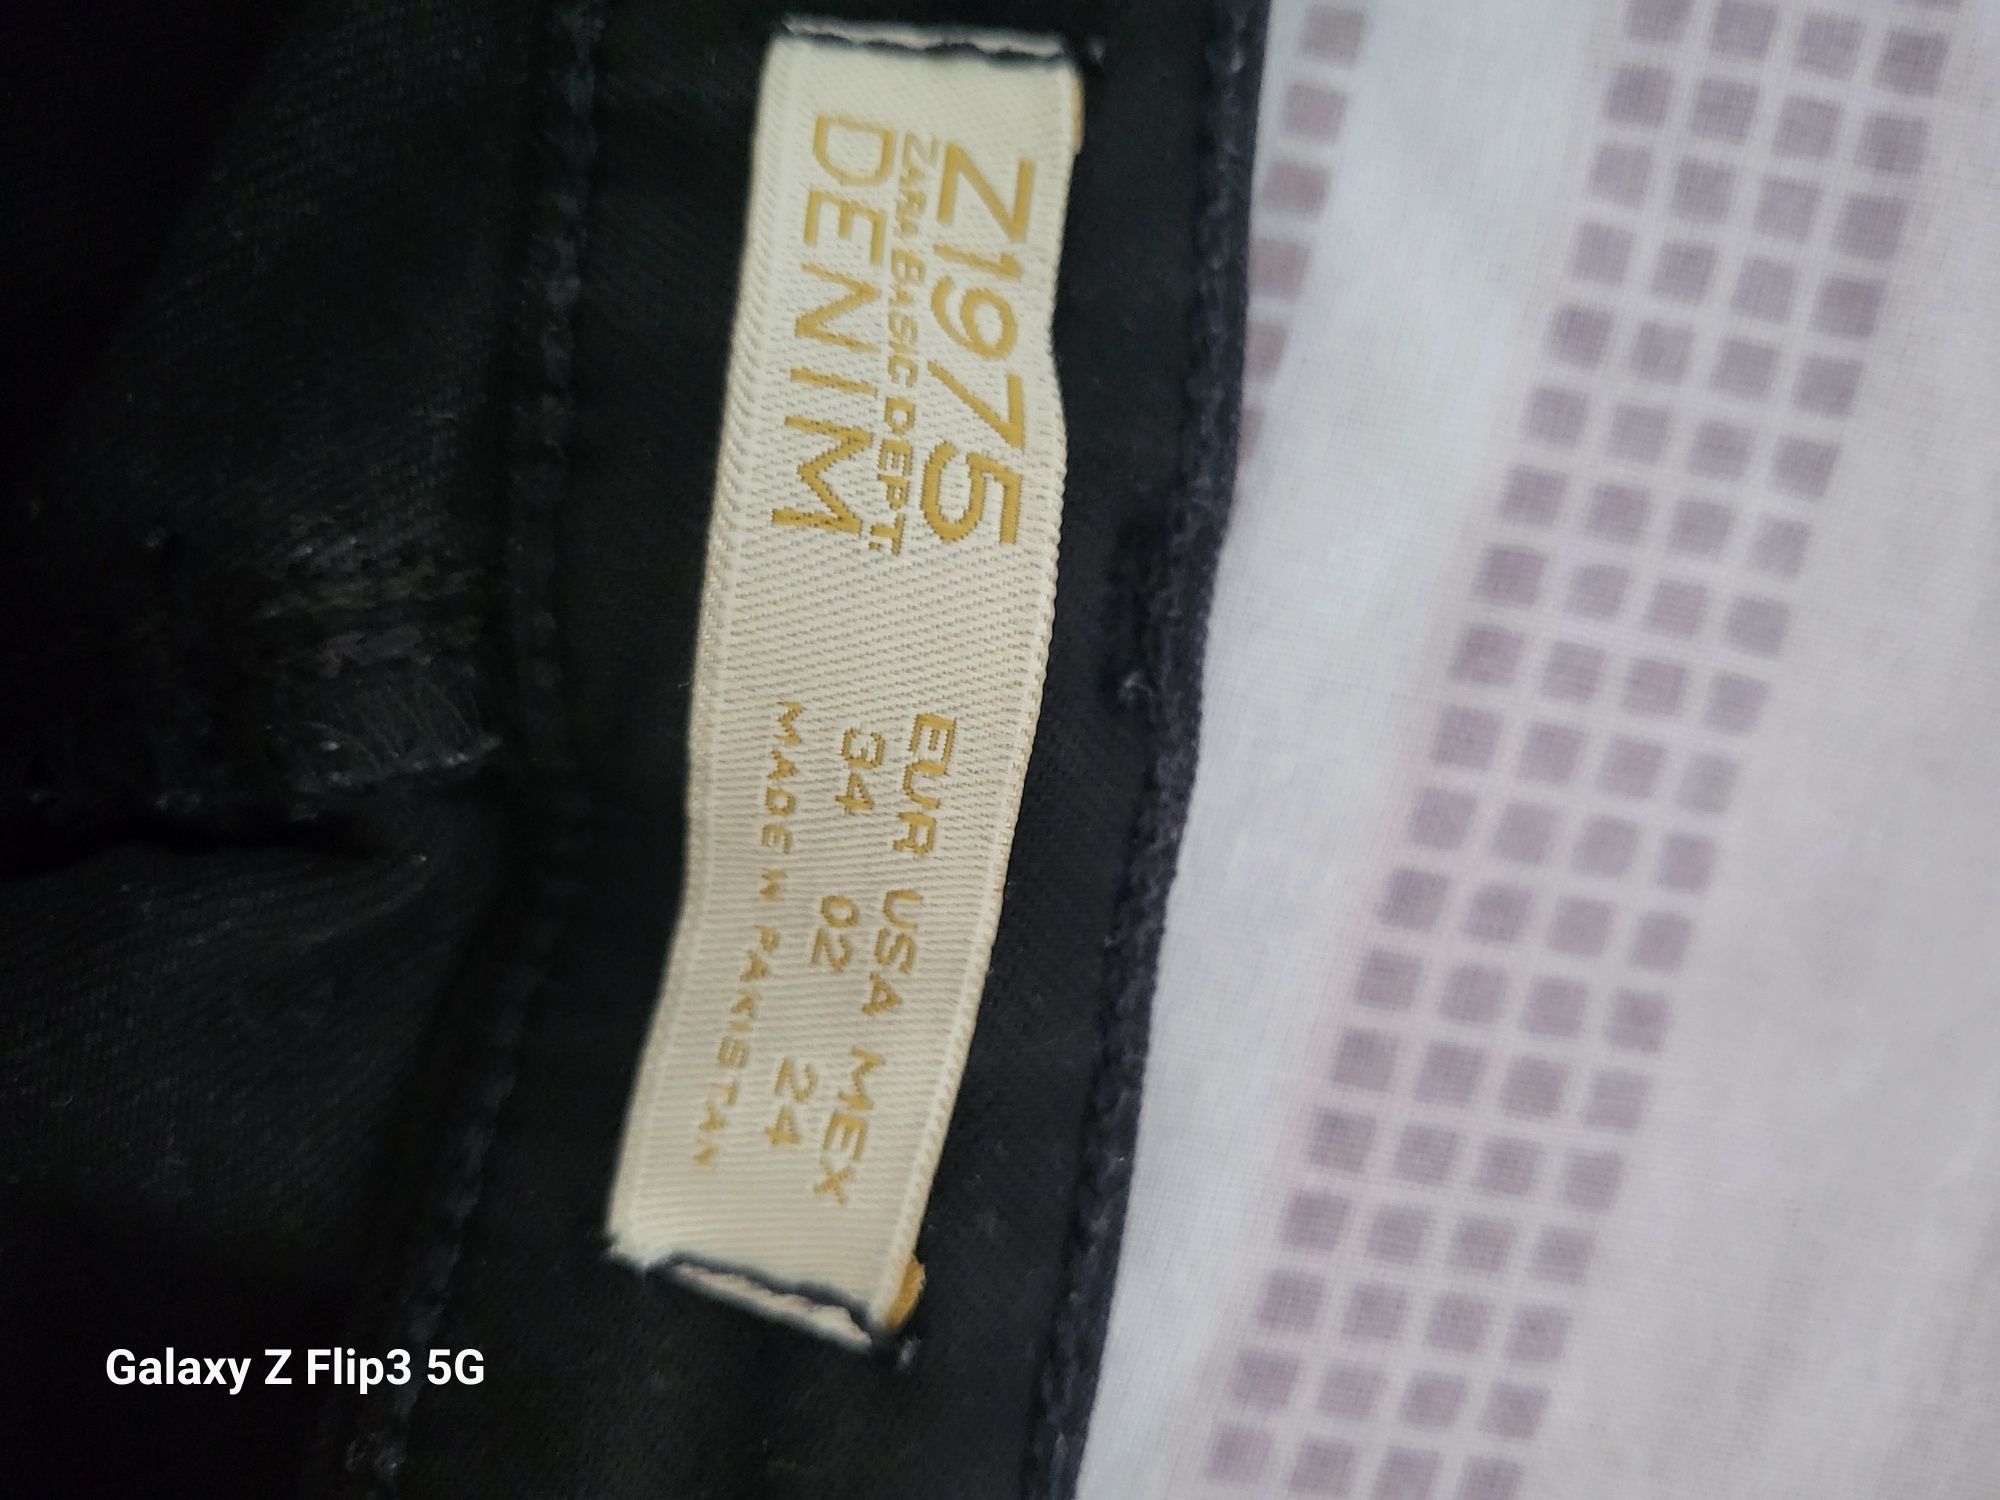 Z1975
ZARA BASIC DEPT.
DENIM
EUR USA MEX
34 02 24
MADE IN PAKISTAN
Galaxy Z Flip3 5G